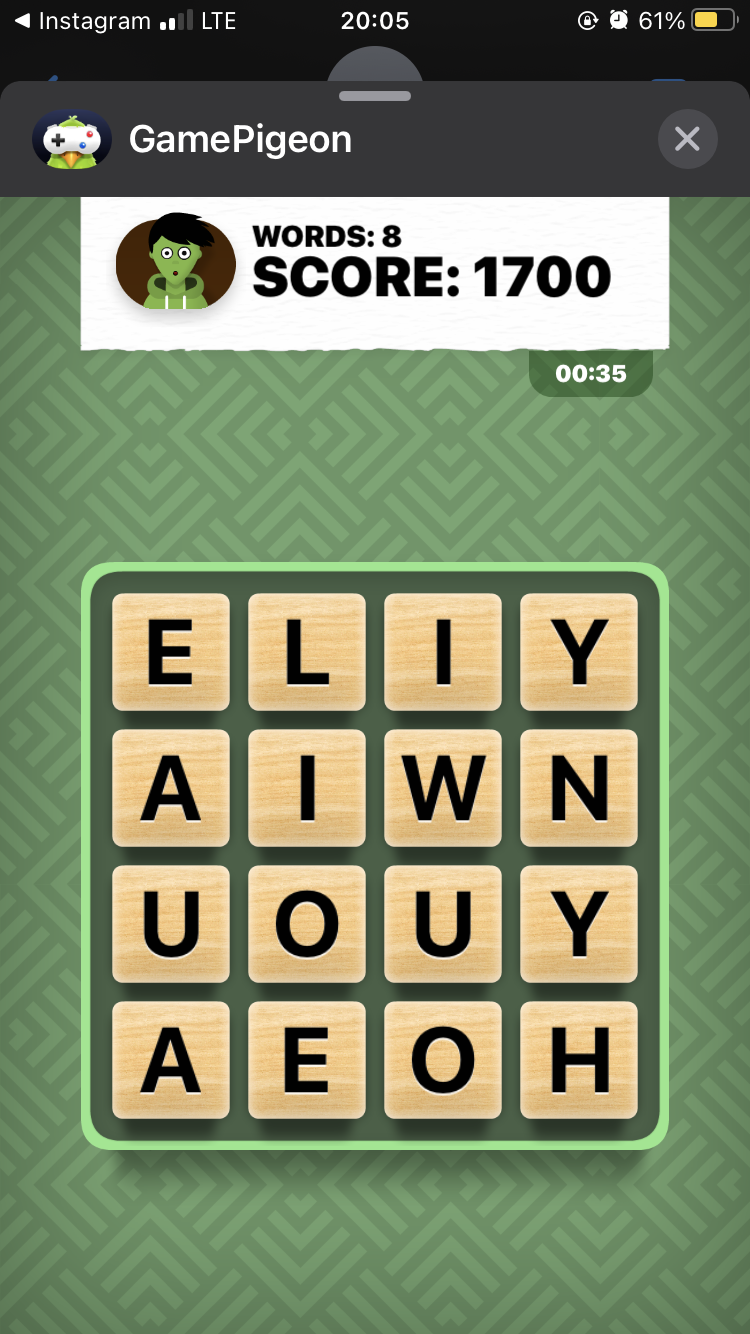 Instagram LTE 20:05 61%
GamePigeon
WORDS: 8
SCORE: 1700
00:35
E L I Y
A I W N
U O U Y
A E O H